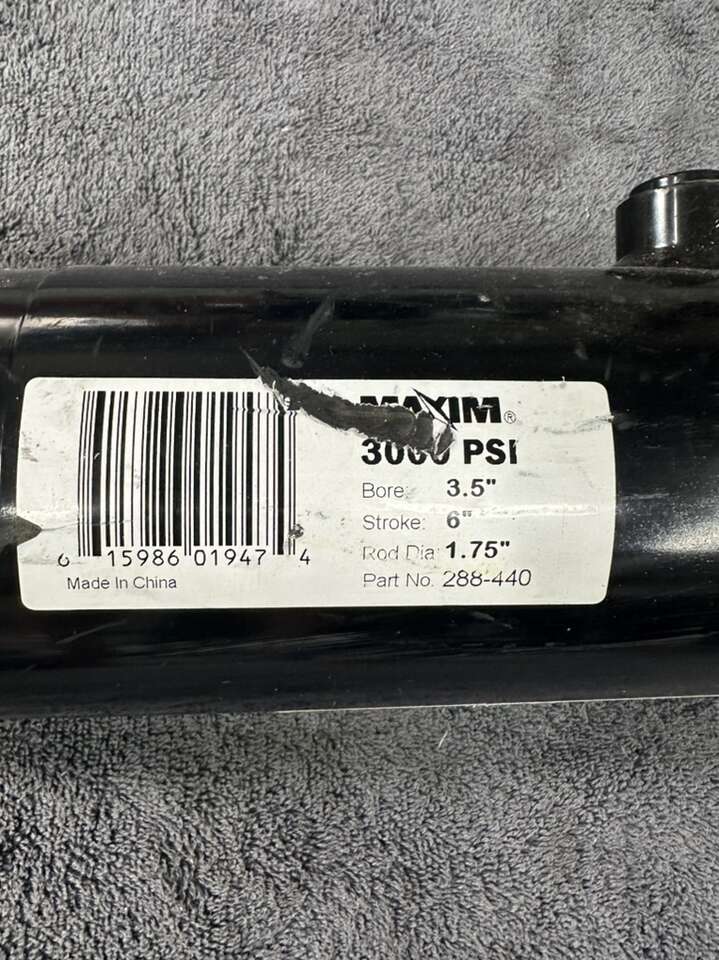 MAXIM®
3000 PSI
Bore: 3.5"
Stroke: 6"
Rod Dia: 1.75"
Part No. 288-440
6 15986 01947 4
Made In China